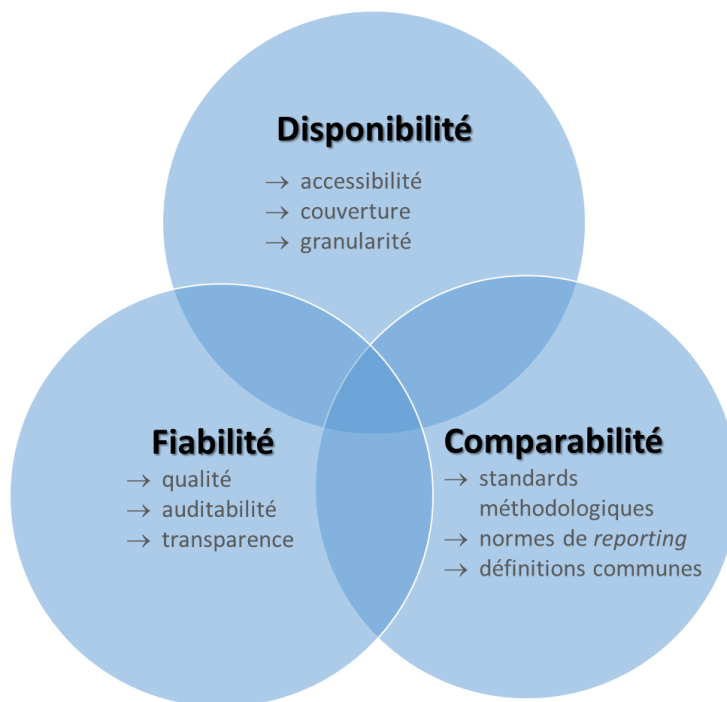 Disponibilité
→ accessibilité
→ couverture
→ granularité
Fiabilité
→ qualité
→ auditabilité
→ transparence
Comparabilité
→ standards
méthodologiques
→ normes de reporting
→ définitions communes